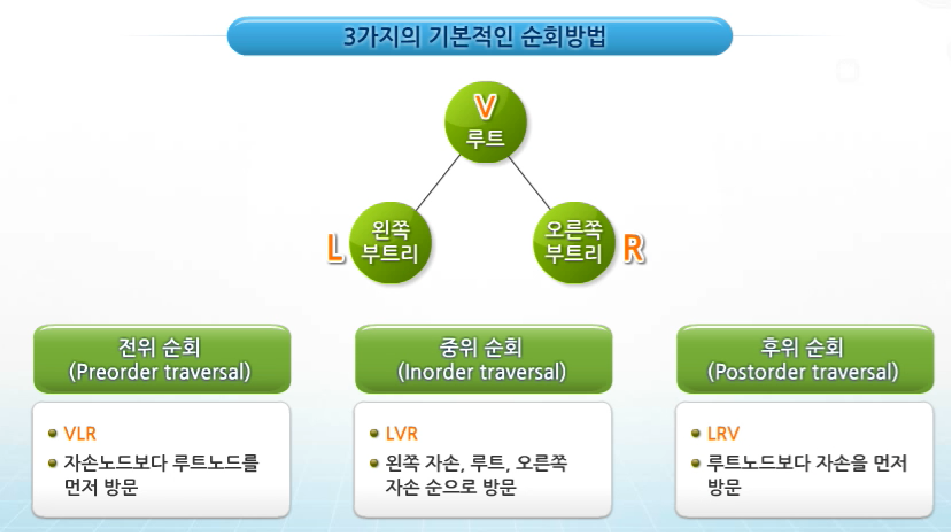 3가지의 기본적인 순회방법
V
루트
L
왼쪽
부트리
오른쪽
부트리
R
전위 순회
(Preorder traversal)
VLR
자손노드보다 루트노드를
먼저 방문
중위 순회
(Inorder traversal)
LVR
왼쪽 자손, 루트, 오른쪽
자손 순으로 방문
후위 순회
(Postorder traversal)
LRV
루트노드보다 자손을 먼저
방문